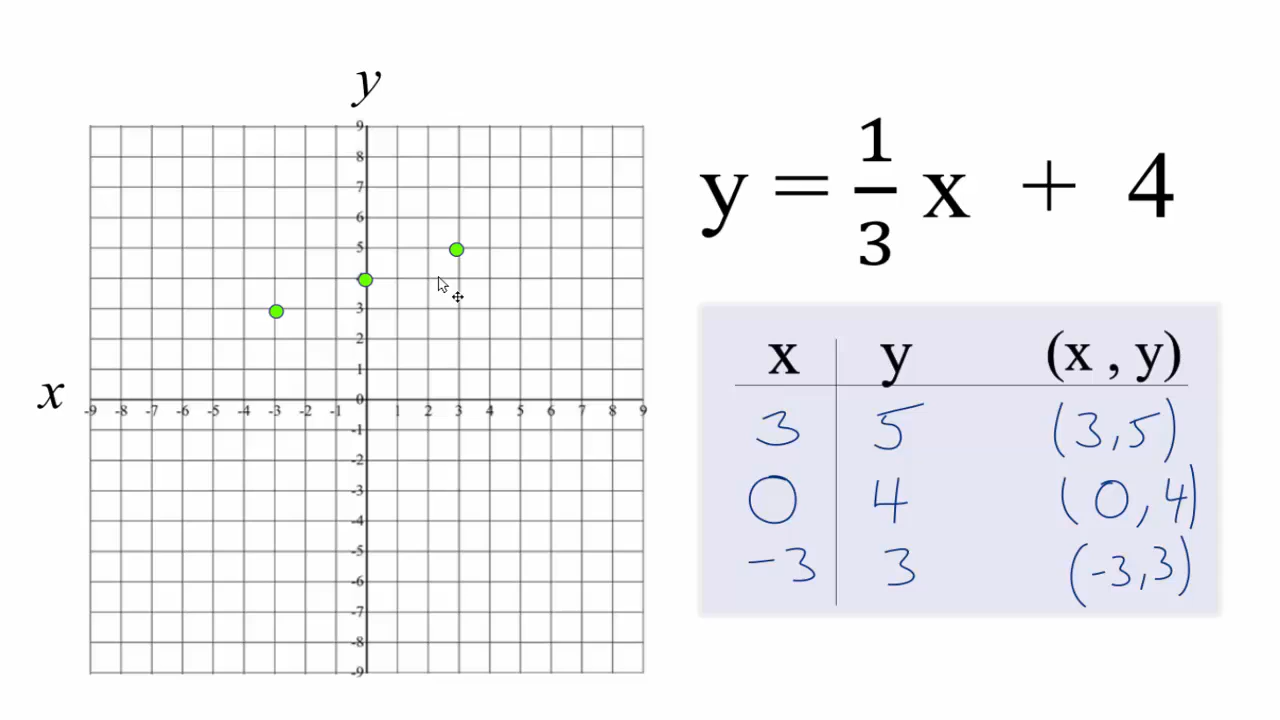 y
9
8
7
6
5
3
2
1
x
-9 -8 -7 -6 -5 -4 -3 -2 -1 0 1 2 3 4 5 6 7 8 9
-1
-2
-3
-4
-5
-6
-7
-8
-9
y = 1/3 x + 4
x y (x , y)
3 5 (3,5)
0 4 (0,4)
-3 3 (-3,3)